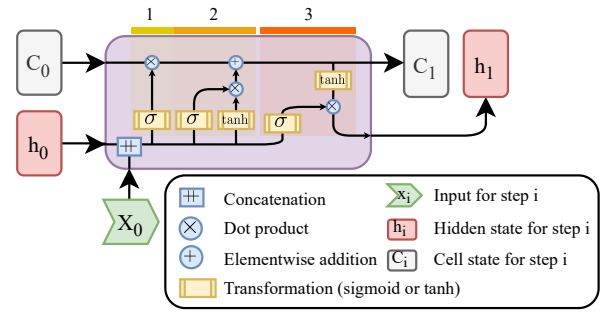 1 2 3
C₀ C₁ h₁
tanh
σ σ tanh σ
h₀
X₀
Concatenation
Dot product
Elementwise addition
Transformation (sigmoid or tanh)
xᵢ Input for step i
hᵢ Hidden state for step i
Cᵢ Cell state for step i